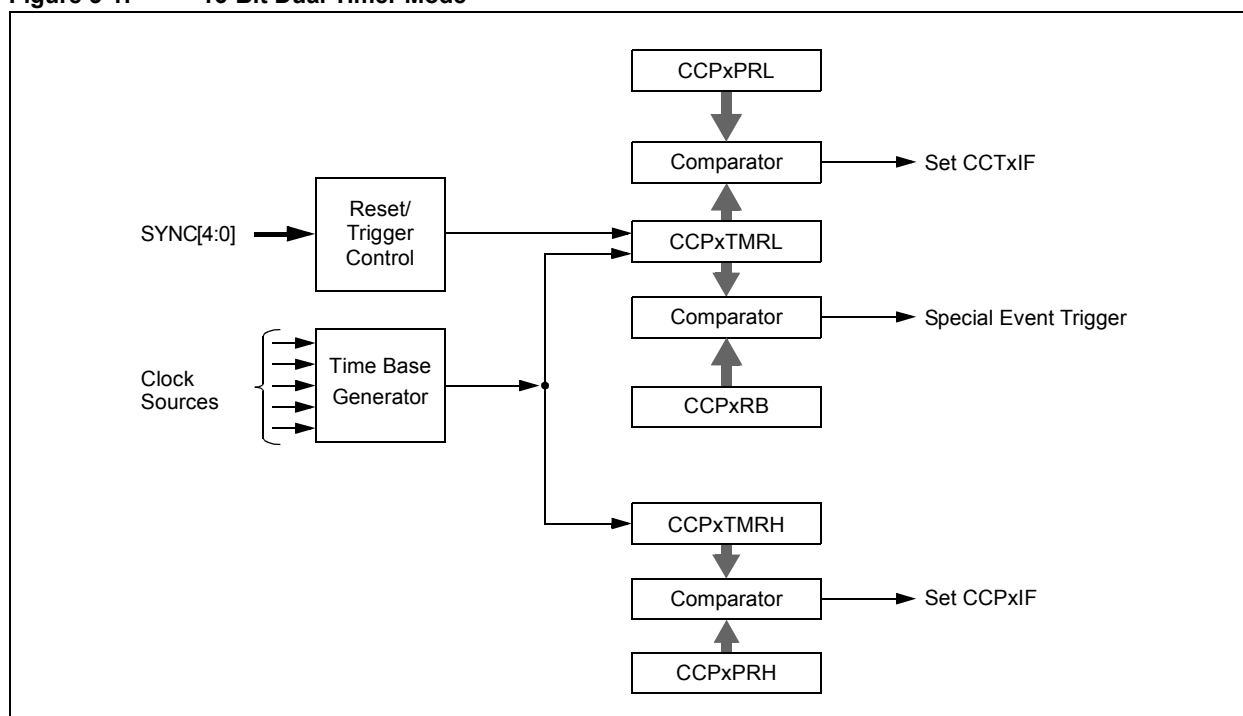 CCPxPRL
Comparator
Set CCTxIF
Reset/
Trigger
Control
SYNC[4:0]
CCPxTMRL
Comparator
Special Event Trigger
Clock
Sources
Time Base
Generator
CCPxRB
CCPxTMRH
Comparator
Set CCPxIF
CCPxPRH